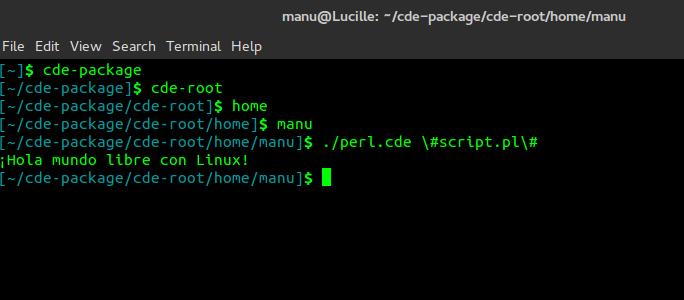 manu@Lucille: ~/cde-package/cde-root/home/manu
File Edit View Search Terminal Help
[~]$ cde-package
[~/cde-package]$ cde-root
[~/cde-package/cde-root]$ home
[~/cde-package/cde-root/home]$ manu
[~/cde-package/cde-root/home/manu]$ ./perl.cde \#script.pl\#
¡Hola mundo libre con Linux!
[~/cde-package/cde-root/home/manu]$